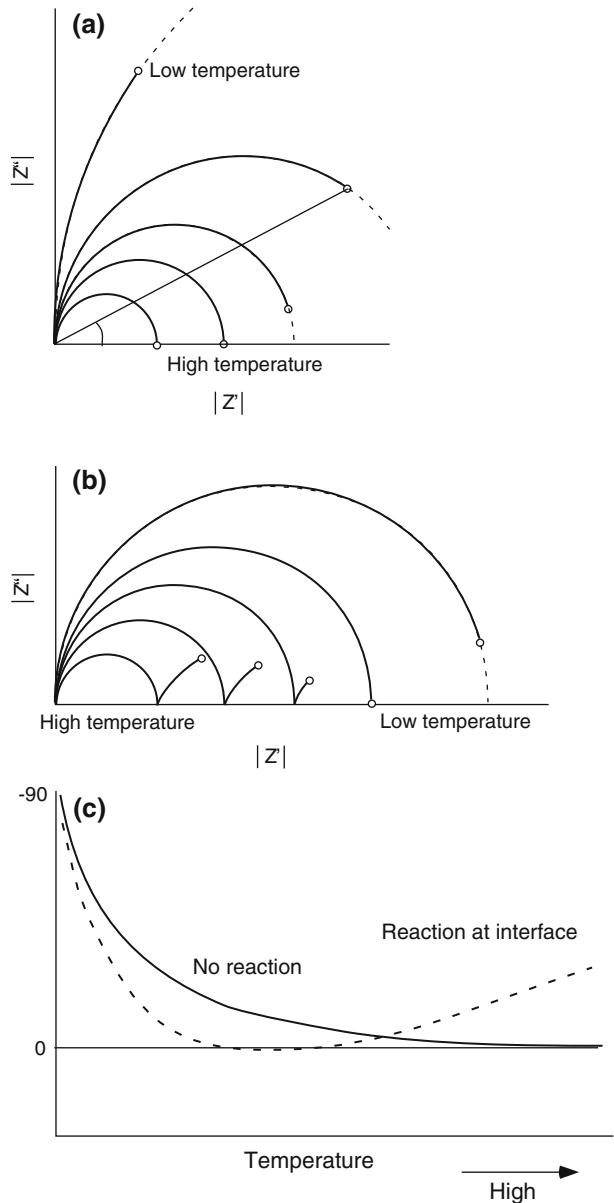 (a)
Low temperature
|Z"|
High temperature
|Z'|
(b)
|Z"|
High temperature
Low temperature
|Z'|
-90
(c)
Reaction at interface
No reaction
0
Temperature
High